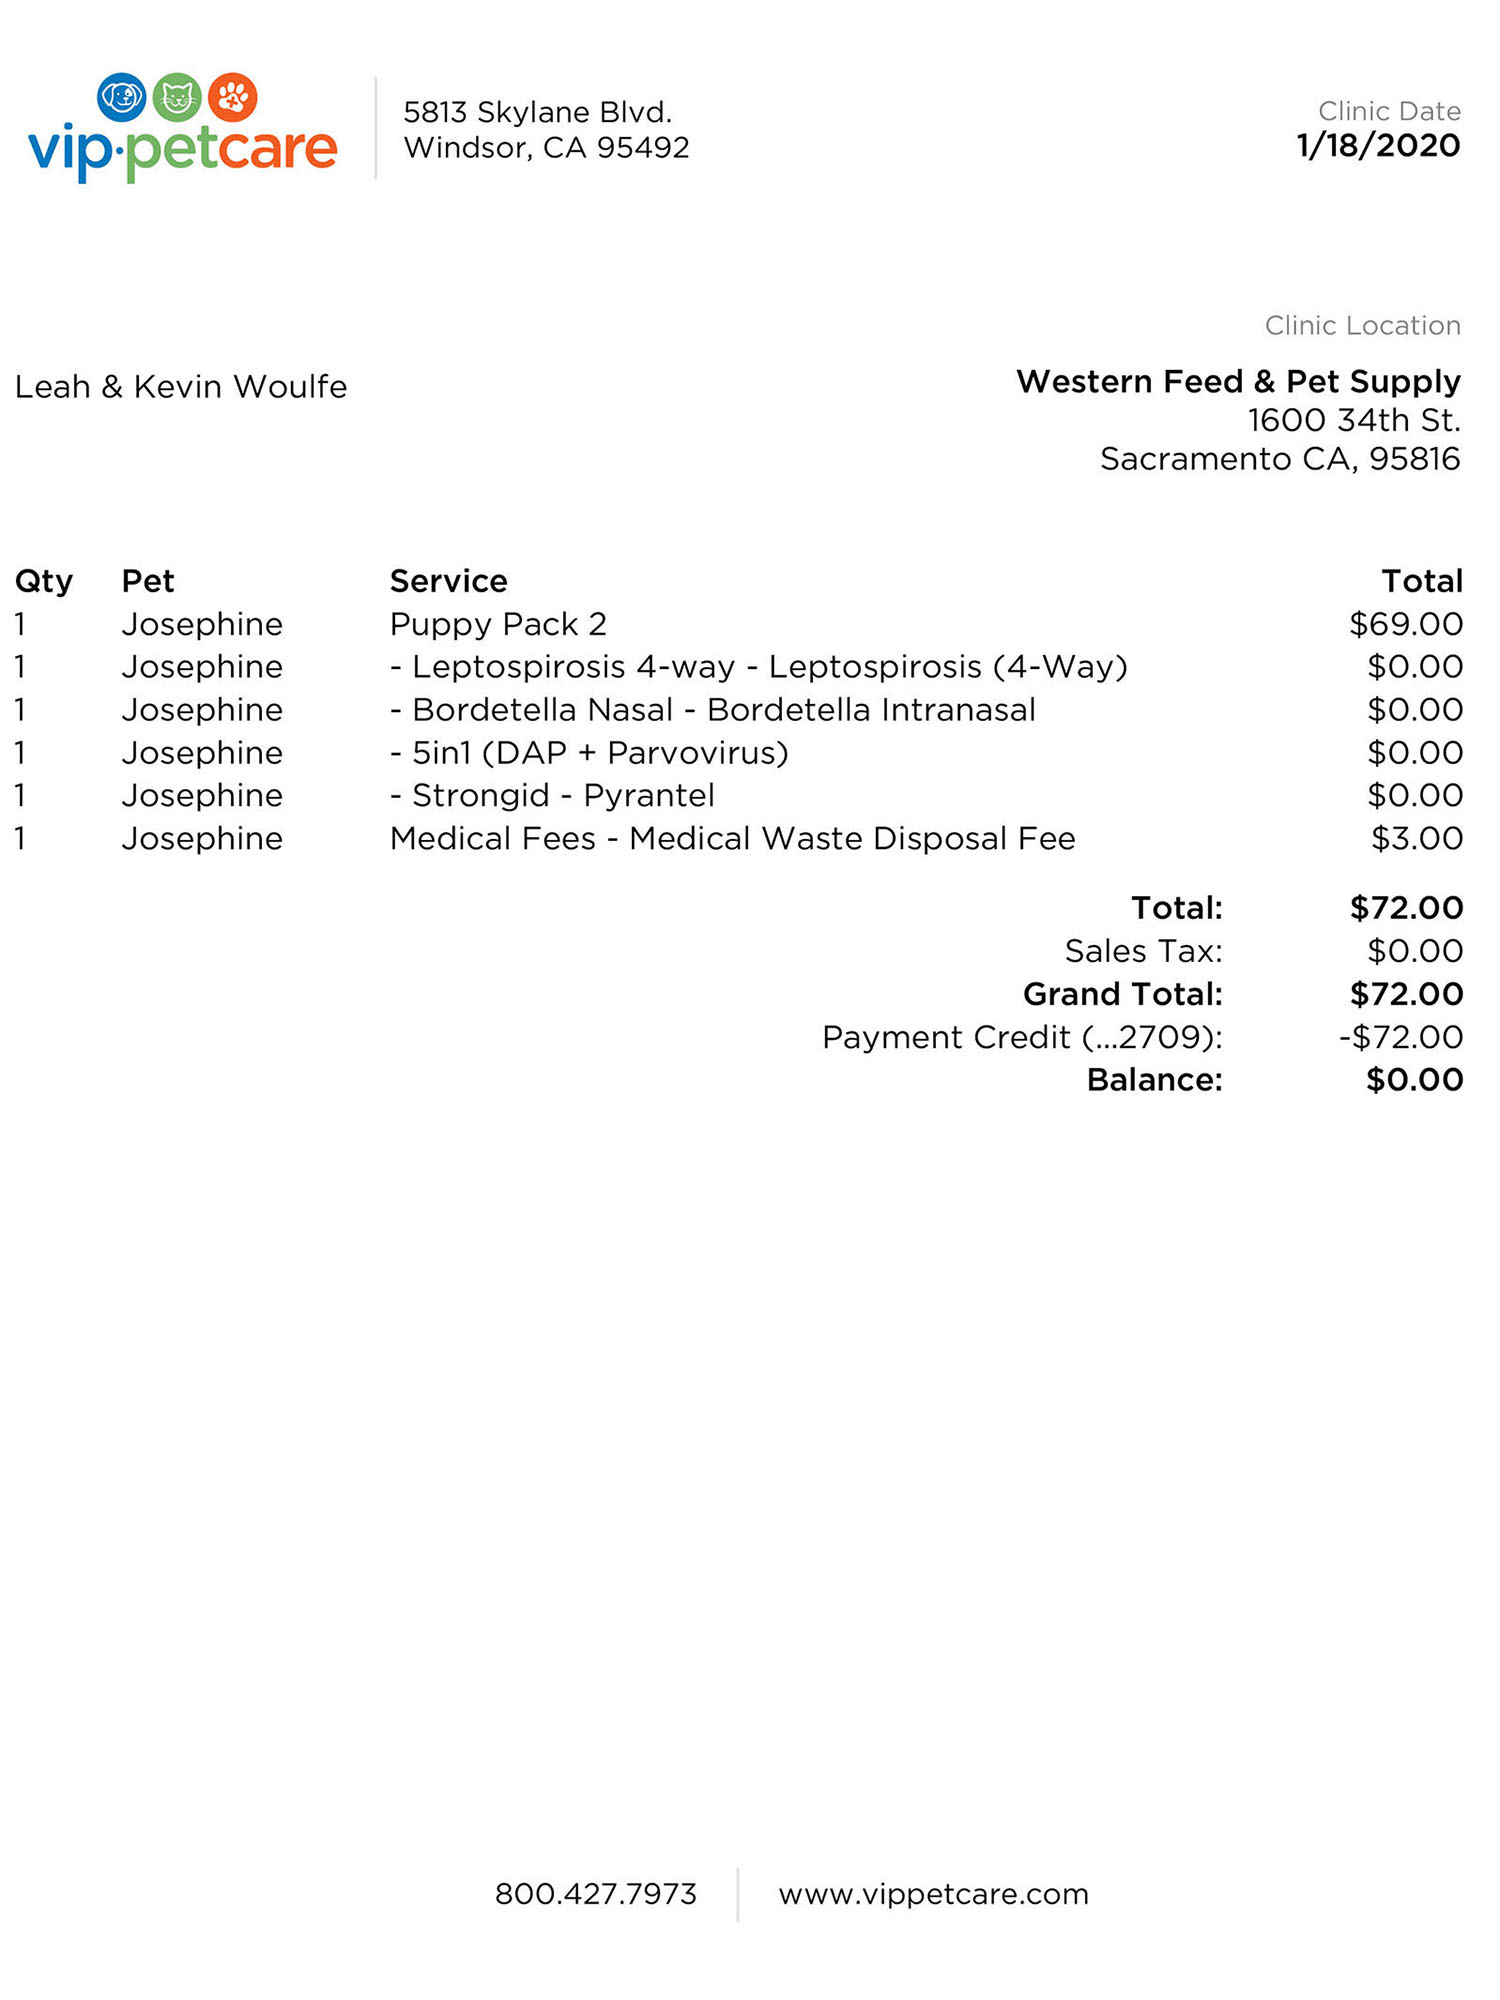 vip·petcare
5813 Skylane Blvd.
Windsor, CA 95492
Clinic Date
1/18/2020
Clinic Location
Leah & Kevin Woulfe
Western Feed & Pet Supply
1600 34th St.
Sacramento CA, 95816
Qty Pet Service Total
1 Josephine Puppy Pack 2 $69.00
1 Josephine - Leptospirosis 4-way - Leptospirosis (4-Way) $0.00
1 Josephine - Bordetella Nasal - Bordetella Intranasal $0.00
1 Josephine - 5in1 (DAP + Parvovirus) $0.00
1 Josephine - Strongid - Pyrantel $0.00
1 Josephine Medical Fees - Medical Waste Disposal Fee $3.00
Total: $72.00
Sales Tax: $0.00
Grand Total: $72.00
Payment Credit (...2709): -$72.00
Balance: $0.00
800.427.7973 www.vippetcare.com